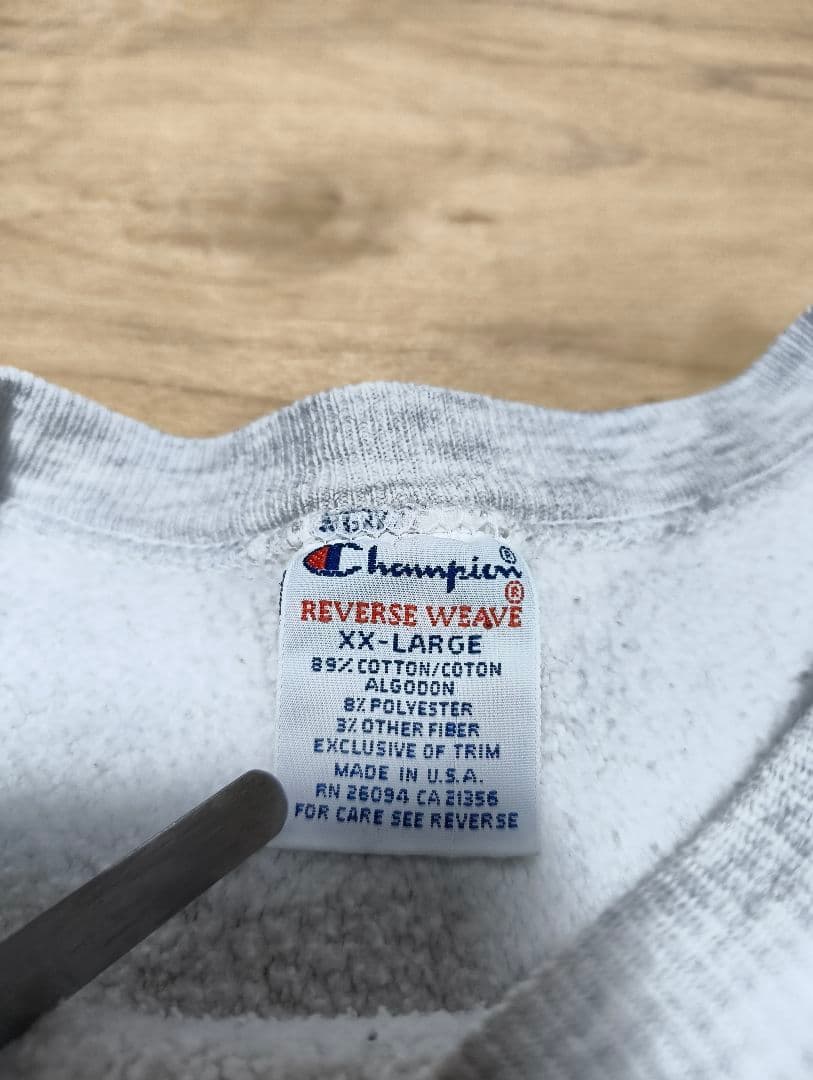 Champion®
REVERSE WEAVE®
XX-LARGE
89% COTTON/COTON
ALGODON
8% POLYESTER
3% OTHER FIBER
EXCLUSIVE OF TRIM
MADE IN U.S.A.
RN 26094 CA 21356
FOR CARE SEE REVERSE